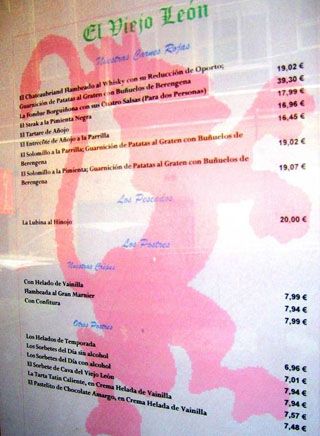 El Viejo León
Nuestras Carnes Rojas
El Chateaubriand Flambeado al Whisky con su Reducción de Oporto;
Guarnición de Patatas al Graten con Buñuelos de Berengena 19,02 €
La Fondue Borguiñona con sus Cuatro Salsas (Para dos Personas) 39,30 €
El Steak a la Pimienta Negra 17,99 €
El Tartare de Añojo 16,96 €
El Entrecôte de Añojo a la Parrilla 16,45 €
El Solomillo a la Parrilla; Guarnición de Patatas al Graten con Buñuelos de
Berengena 19,02 €
El Solomillo a la Pimienta; Guarnición de Patatas al Graten con Buñuelos de
Berengena 19,07 €
Los Pescados
La Lubina al Hinojo 20,00 €
Los Postres
Nuestras Crêpes
Con Helado de Vainilla 7,99 €
Flambeada al Gran Marnier 7,94 €
Con Confitura 7,99 €
Otros Postres
Los Helados de Temporada 6,96 €
Los Sorbetes del Día sin alcohol 7,01 €
Los Sorbetes del Día con alcohol 7,94 €
El Sorbete de Cava del Viejo León 7,94 €
La Tarta Tatin Caliente, en Crema Helada de Vainilla 7,57 €
El Pastelito de Chocolate Amargo, en Crema Helada de Vainilla 7,48 €